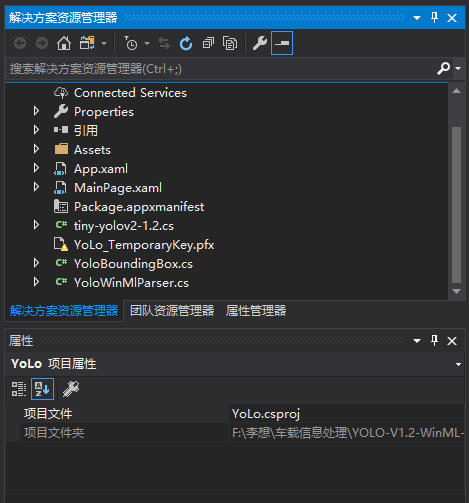 解决方案资源管理器
搜索解决方案资源管理器(Ctrl+;)
Connected Services
Properties
引用
Assets
App.xaml
MainPage.xaml
Package.appxmanifest
tiny-yolov2-1.2.cs
YoLo_TemporaryKey.pfx
YoloBoundingBox.cs
YoloWinMlParser.cs
解决方案资源管理器 团队资源管理器 属性管理器
属性
YoLo 项目属性
项目文件 YoLo.csproj
项目文件夹 F:\李想\车载信息处理\YOLO-V1.2-WinML-